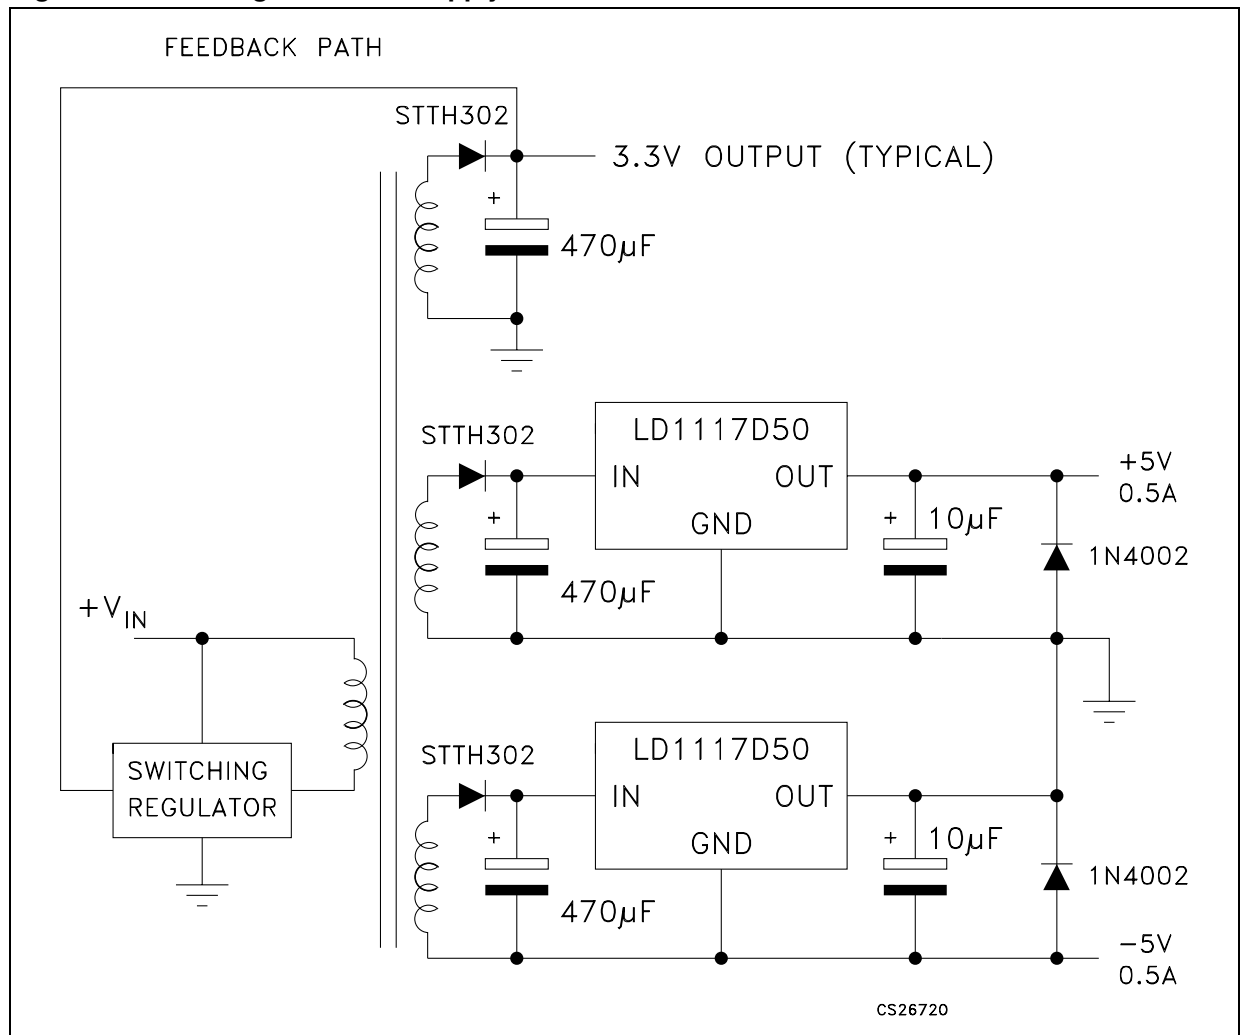 FEEDBACK PATH
STTH302
3.3V OUTPUT (TYPICAL)
+
470µF
STTH302
LD1117D50
IN OUT
GND
+
470µF
+
10µF
+5V
0.5A
1N4002
+VIN
SWITCHING
REGULATOR
STTH302
LD1117D50
IN OUT
GND
+
470µF
+
10µF
1N4002
−5V
0.5A
CS26720